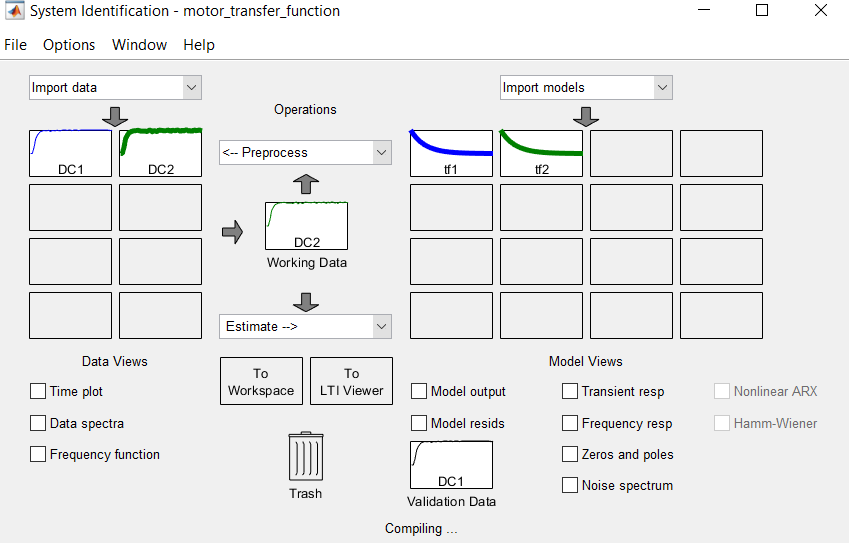 System Identification - motor_transfer_function
File Options Window Help
Import data
Import models
Operations
DC1
DC2
<-- Preprocess
tf1
tf2
DC2
Working Data
Estimate -->
Data Views
Model Views
To
Workspace
To
LTI Viewer
Time plot
Data spectra
Frequency function
Model output
Model resids
Transient resp
Frequency resp
Zeros and poles
Noise spectrum
Nonlinear ARX
Hamm-Wiener
Trash
DC1
Validation Data
Compiling ...